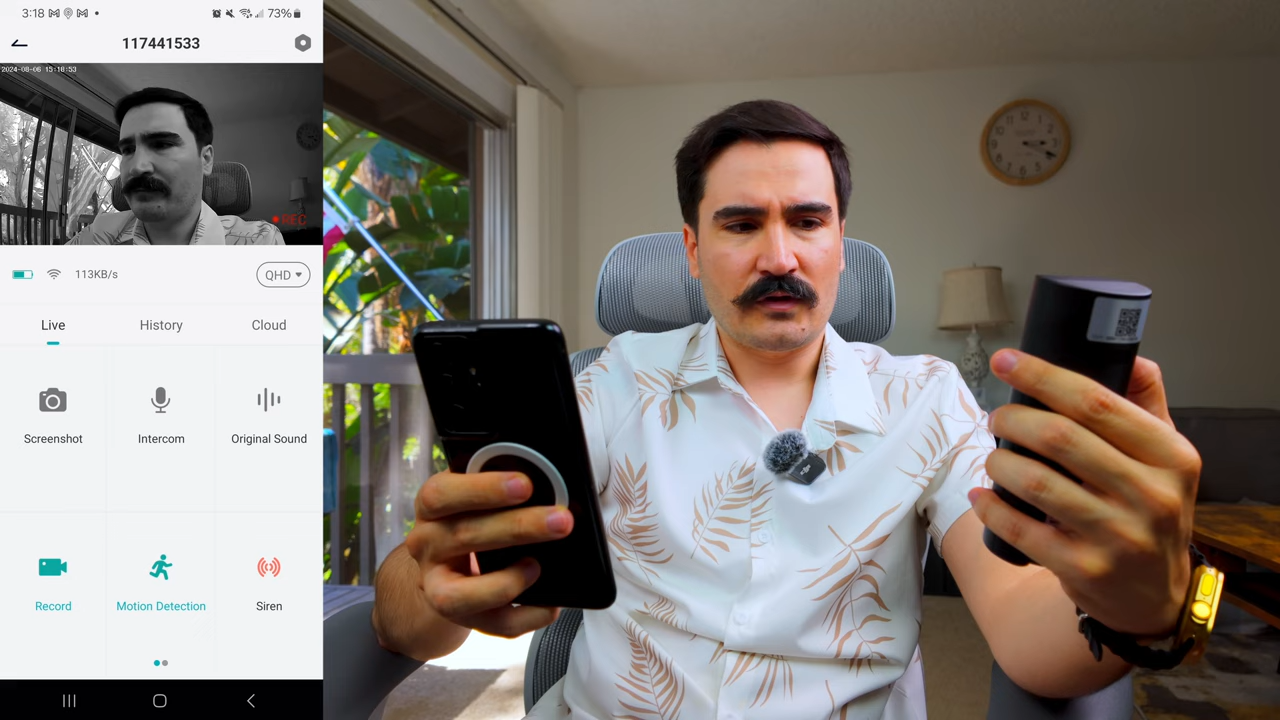 3:18
73%
117441533
2024-08-06 15:18:53
REC
113KB/s
QHD
Live
History
Cloud
Screenshot
Intercom
Original Sound
Record
Motion Detection
Siren